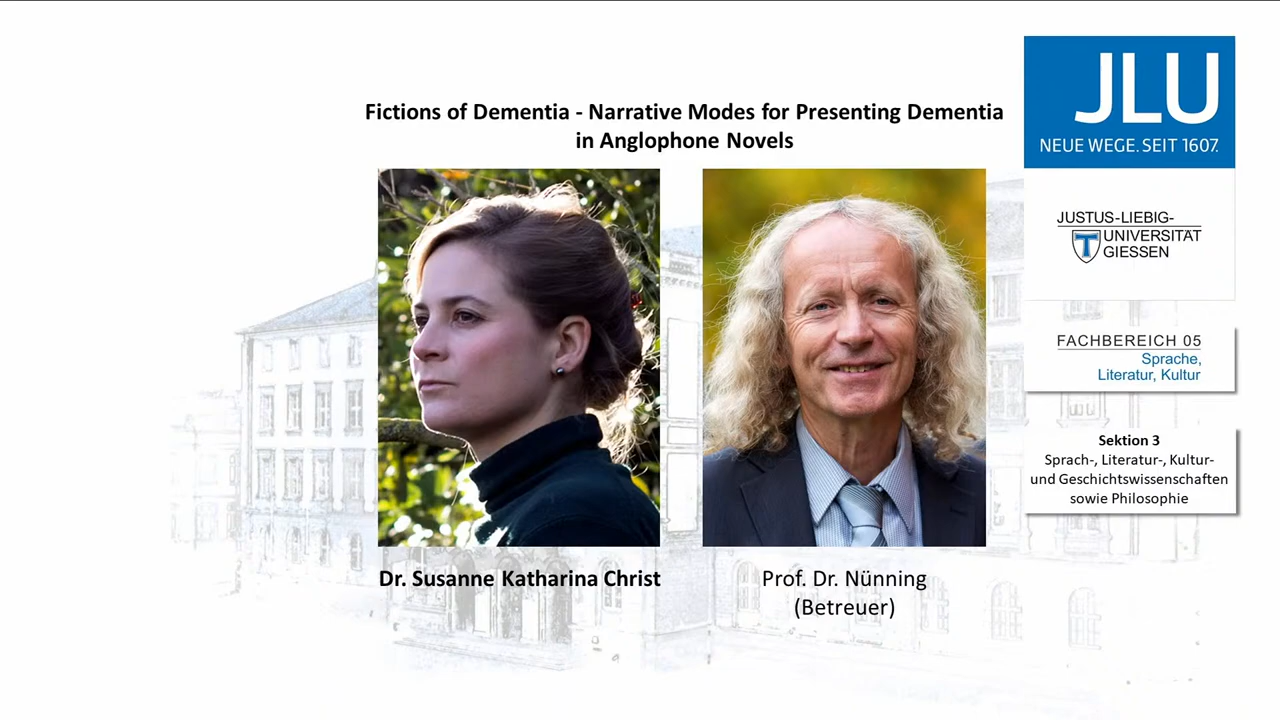 Fictions of Dementia - Narrative Modes for Presenting Dementia
in Anglophone Novels
Dr. Susanne Katharina Christ
Prof. Dr. Nünning
(Betreuer)
JLU
NEUE WEGE. SEIT 1607.
JUSTUS-LIEBIG-
UNIVERSITÄT
GIESSEN
FACHBEREICH 05
Sprache,
Literatur, Kultur
Sektion 3
Sprach-, Literatur-, Kultur-
und Geschichtswissenschaften
sowie Philosophie